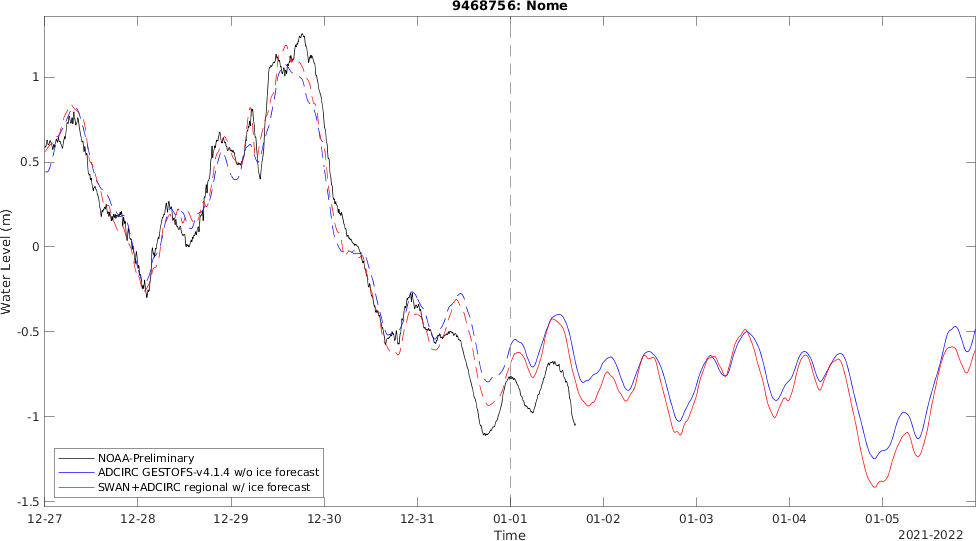 9468756: Nome
Water Level (m)
1
0.5
0
-0.5
-1
-1.5
NOAA-Preliminary
ADCIRC GESTOFS-v4.1.4 w/o ice forecast
SWAN+ADCIRC regional w/ ice forecast
12-27 12-28 12-29 12-30 12-31 01-01 01-02 01-03 01-04 01-05
Time
2021-2022